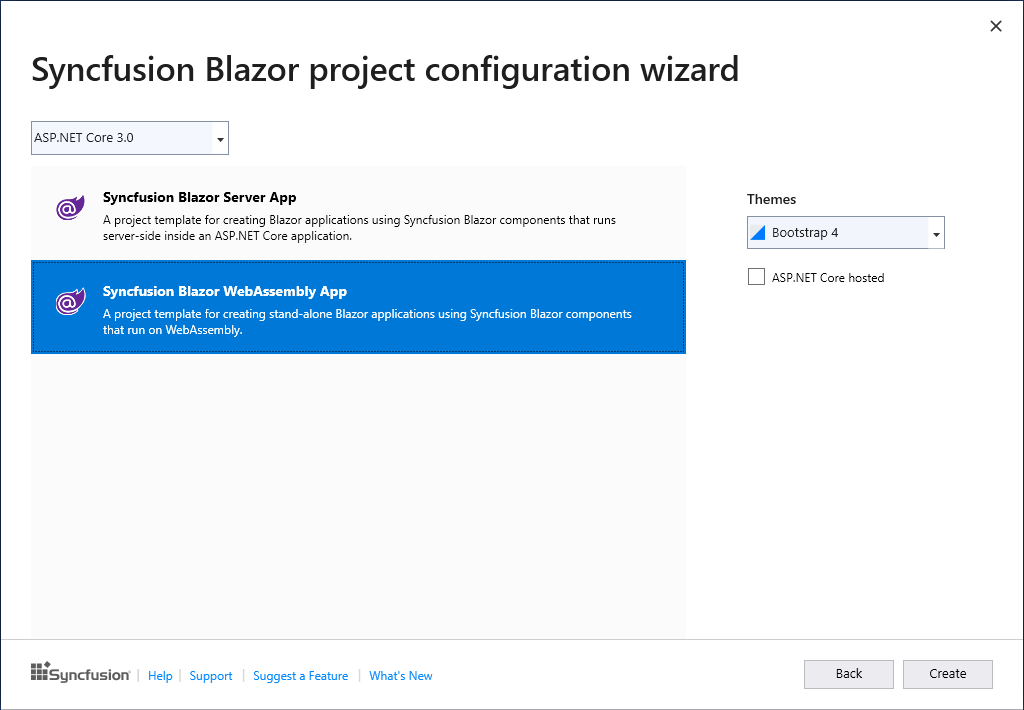 Syncfusion Blazor project configuration wizard
ASP.NET Core 3.0
Syncfusion Blazor Server App
A project template for creating Blazor applications using Syncfusion Blazor components that runs
server-side inside an ASP.NET Core application.
Syncfusion Blazor WebAssembly App
A project template for creating stand-alone Blazor applications using Syncfusion Blazor components
that run on WebAssembly.
Themes
Bootstrap 4
ASP.NET Core hosted
Syncfusion | Help | Support | Suggest a Feature | What's New
Back Create